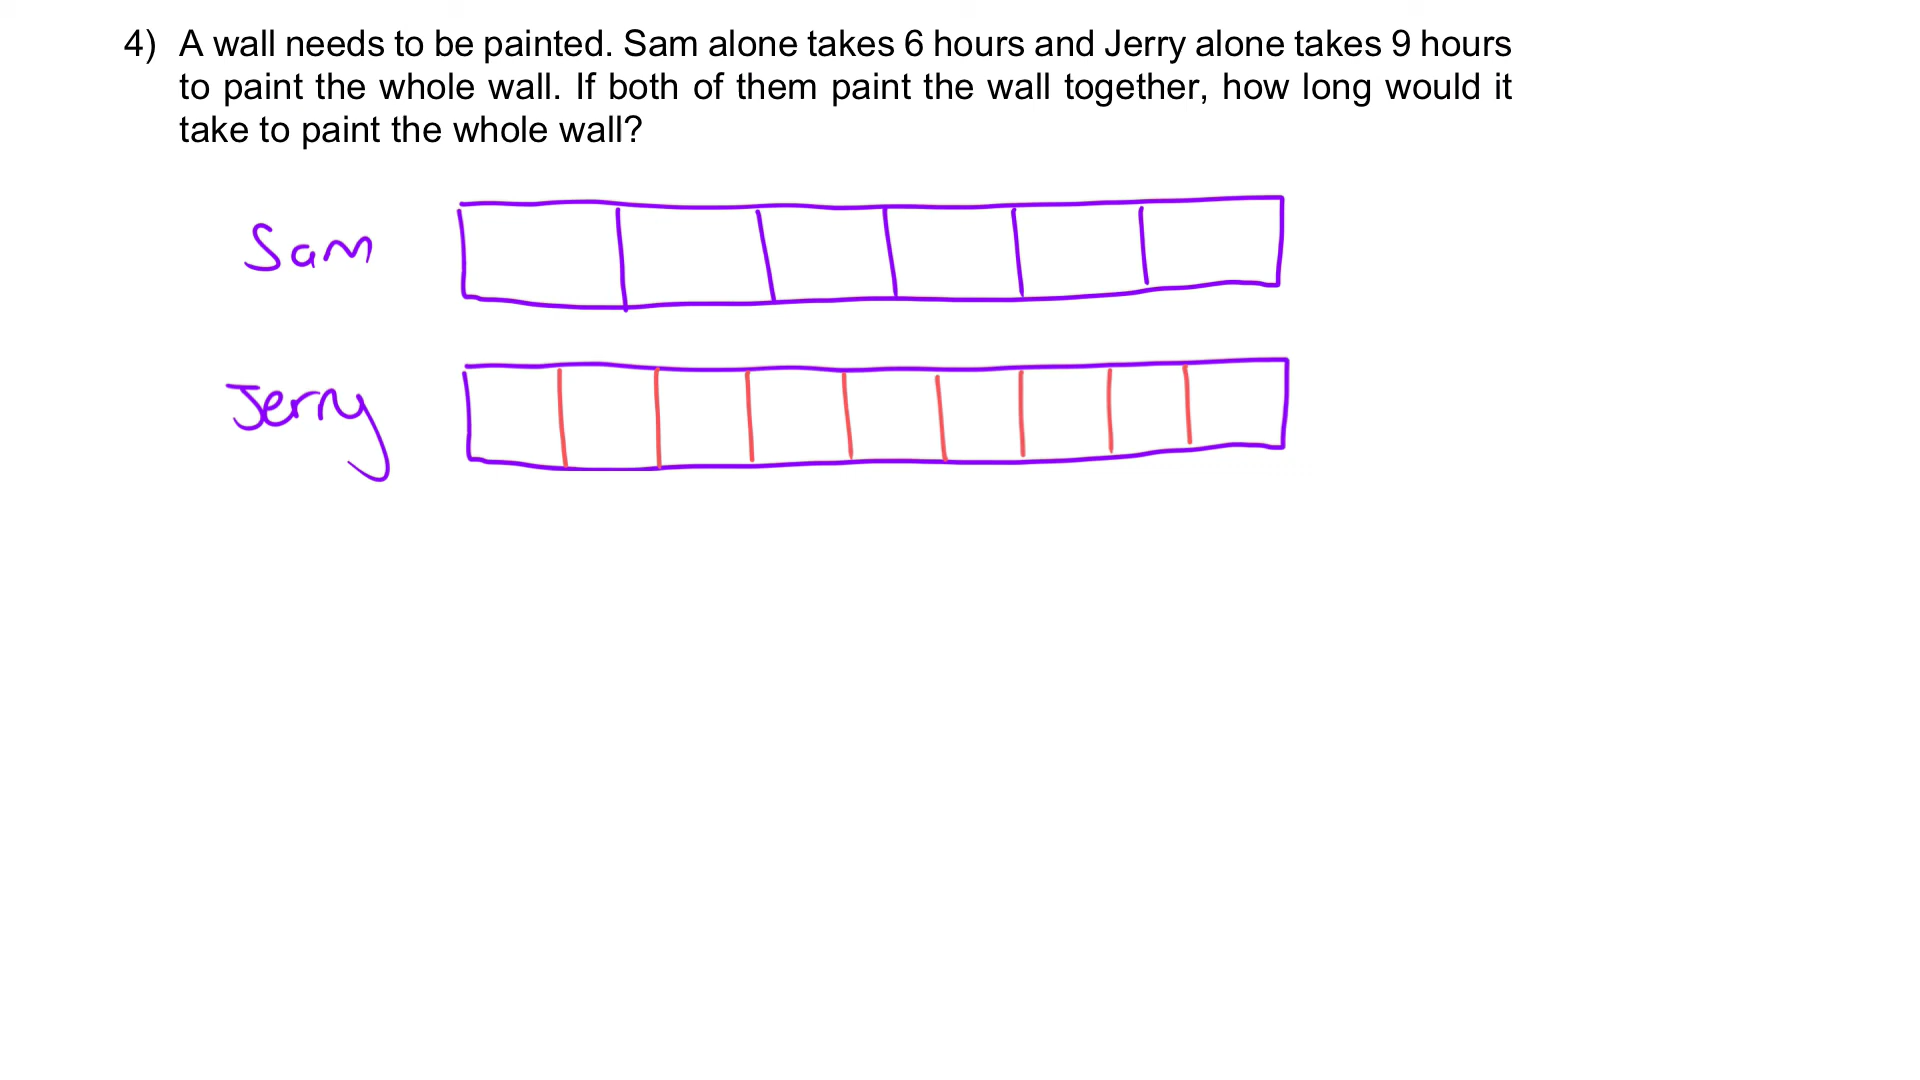 4) A wall needs to be painted. Sam alone takes 6 hours and Jerry alone takes 9 hours
to paint the whole wall. If both of them paint the wall together, how long would it
take to paint the whole wall?
Sam
Jerry